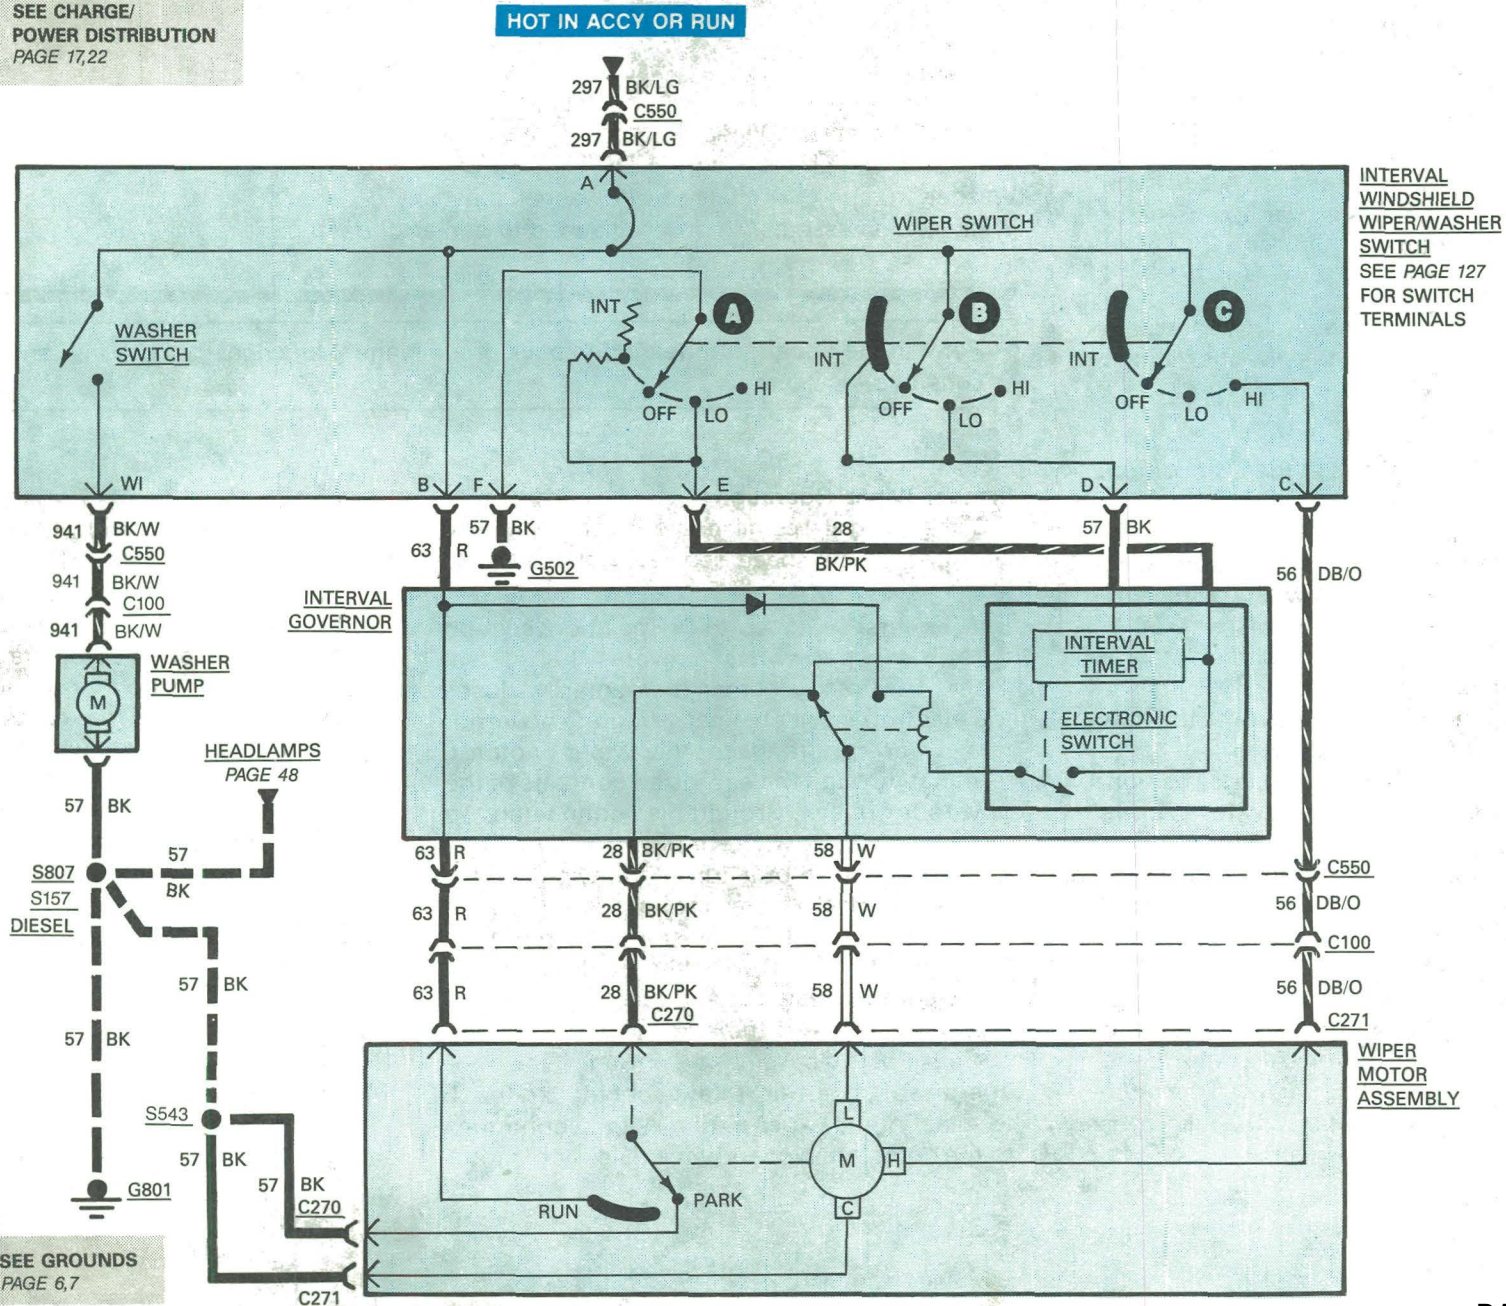 SEE CHARGE/
POWER DISTRIBUTION
PAGE 17,22
HOT IN ACCY OR RUN
297 BK/LG
C550
297 BK/LG
A
INTERVAL
WINDSHIELD
WIPER/WASHER
SWITCH
SEE PAGE 127
FOR SWITCH
TERMINALS
WIPER SWITCH
WASHER
SWITCH
INT
A
OFF
LO
HI
B
INT
OFF
LO
HI
C
INT
OFF
LO
HI
WI
B
F
E
D
C
941 BK/W
C550
941 BK/W
C100
941 BK/W
63 R
57 BK
G502
28
BK/PK
57 BK
56 DB/O
INTERVAL
GOVERNOR
INTERVAL
TIMER
ELECTRONIC
SWITCH
WASHER
PUMP
M
HEADLAMPS
PAGE 48
57 BK
57
BK
S807
S157
DIESEL
63 R
28 BK/PK
58 W
C550
63 R
28 BK/PK
58 W
56 DB/O
C100
57 BK
63 R
28 BK/PK
C270
58 W
56 DB/O
C271
57 BK
WIPER
MOTOR
ASSEMBLY
S543
57 BK
57 BK
C270
G801
L
M
H
C
RUN
PARK
SEE GROUNDS
PAGE 6,7
C271